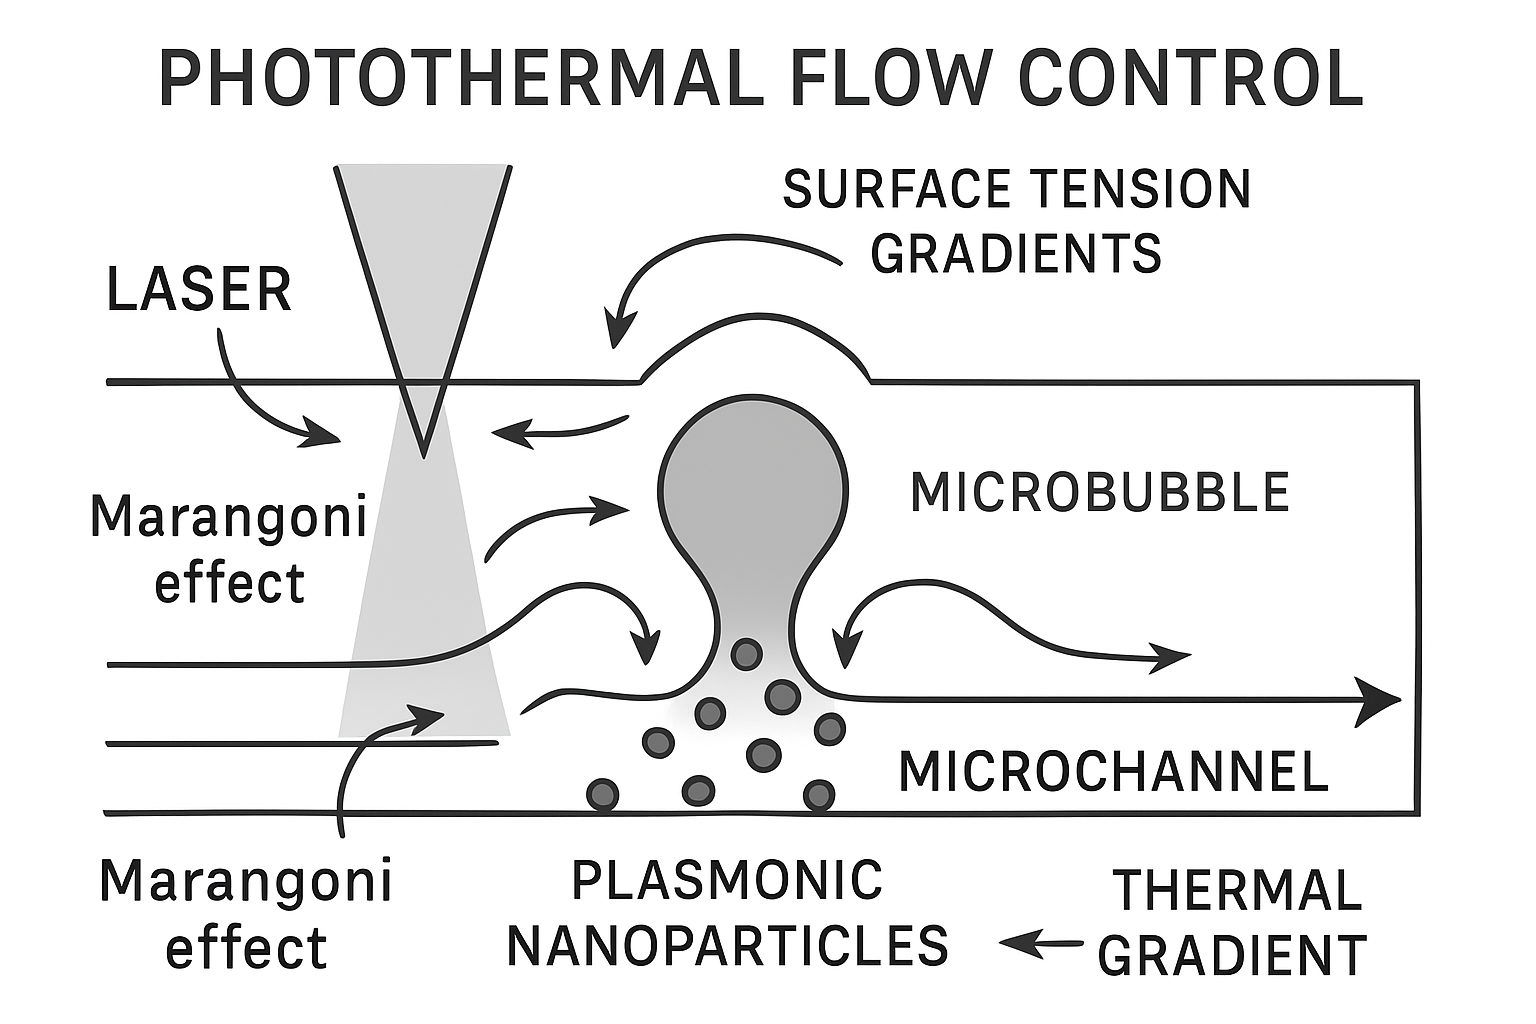 PHOTOTHERMAL FLOW CONTROL
SURFACE TENSION
GRADIENTS
LASER
Marangoni
effect
MICROBUBBLE
MICROCHANNEL
Marangoni
effect
PLASMONIC
NANOPARTICLES
THERMAL
GRADIENT